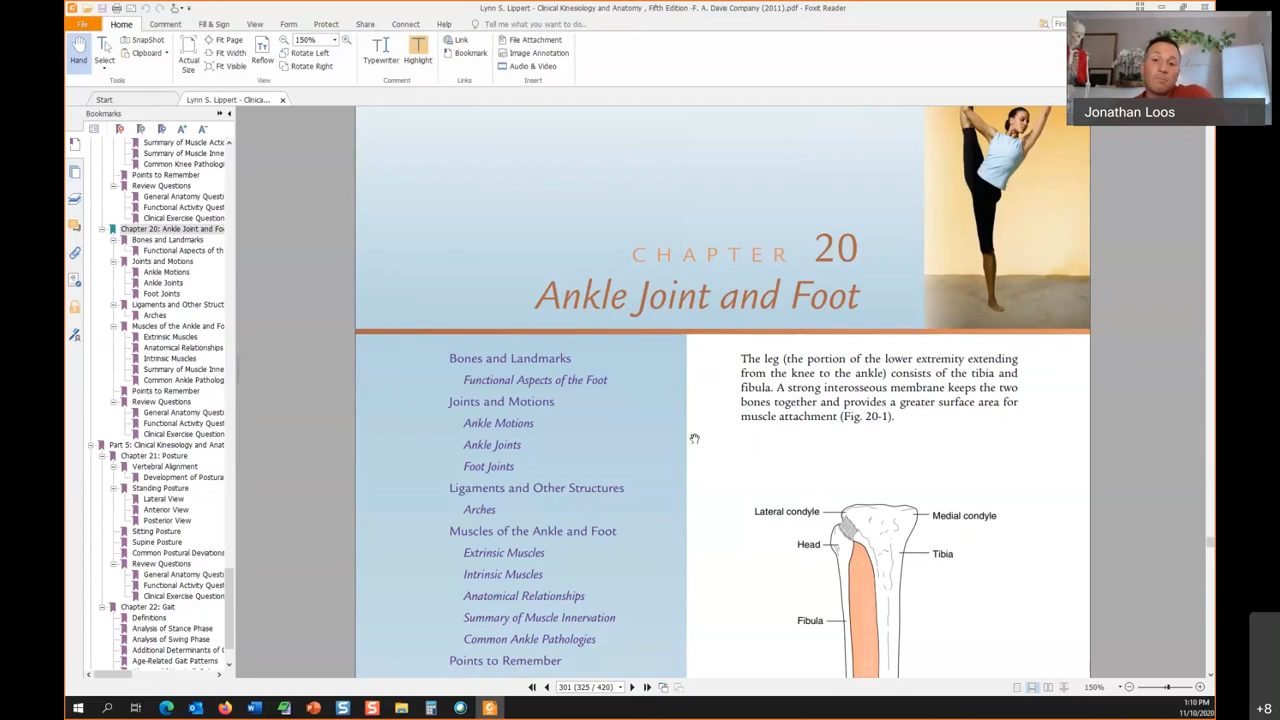 Lynn S. Lippert - Clinical Kinesiology and Anatomy , Fifth Edition -F. A. Davis Company (2011).pdf - Foxit Reader
File Home Comment Fill & Sign View Form Protect Share Connect Help Tell me what you want to do
Hand
Select
SnapShot
Clipboard
Tools
Actual Size
Fit Page
Fit Width
Fit Visible
Reflow
150%
Rotate Left
Rotate Right
View
Typewriter
Highlight
Comment
Link
Bookmark
Links
File Attachment
Image Annotation
Audio & Video
Insert
Jonathan Loos
Start
Lynn S. Lippert - Clinica...
Bookmarks
Summary of Muscle Actio
Summary of Muscle Inne
Common Knee Pathologi
Points to Remember
Review Questions
General Anatomy Questi
Functional Activity Quest
Clinical Exercise Question
Chapter 20: Ankle Joint and Foo
Bones and Landmarks
Functional Aspects of th
Joints and Motions
Ankle Motions
Ankle Joints
Foot Joints
Ligaments and Other Struct
Arches
Muscles of the Ankle and Fo
Extrinsic Muscles
Anatomical Relationships
Intrinsic Muscles
Summary of Muscle Inne
Common Ankle Patholog
Points to Remember
Review Questions
General Anatomy Questi
Functional Activity Quest
Clinical Exercise Question
Part 5: Clinical Kinesiology and Anat
Chapter 21: Posture
Vertebral Alignment
Development of Postura
Standing Posture
Lateral View
Anterior View
Posterior View
Sitting Posture
Supine Posture
Common Postural Deviations
Review Questions
General Anatomy Questi
Functional Activity Quest
Clinical Exercise Question
Chapter 22: Gait
Definitions
Analysis of Stance Phase
Analysis of Swing Phase
Additional Determinants of G
Age-Related Gait Patterns
CHAPTER 20
Ankle Joint and Foot
Bones and Landmarks
Functional Aspects of the Foot
Joints and Motions
Ankle Motions
Ankle Joints
Foot Joints
Ligaments and Other Structures
Arches
Muscles of the Ankle and Foot
Extrinsic Muscles
Intrinsic Muscles
Anatomical Relationships
Summary of Muscle Innervation
Common Ankle Pathologies
Points to Remember
The leg (the portion of the lower extremity extending
from the knee to the ankle) consists of the tibia and
fibula. A strong interosseous membrane keeps the two
bones together and provides a greater surface area for
muscle attachment (Fig. 20-1).
Lateral condyle
Medial condyle
Head
Tibia
Fibula
301 (325 / 420)
150%
1:10 PM
11/10/2020
+8